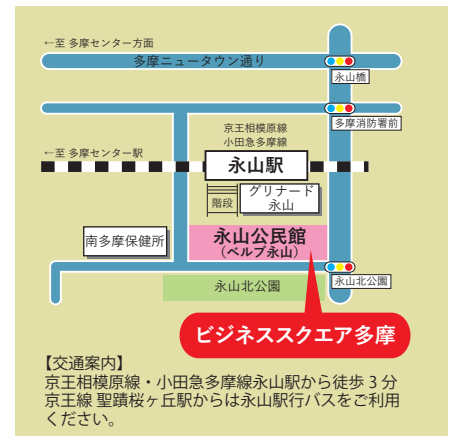 ←至 多摩センター方面
多摩ニュータウン通り
永山橋
多摩消防署前
京王相模原線
小田急多摩線
←至 多摩センター駅
永山駅
階段
グリナード
永山
南多摩保健所
永山公民館
（ベルブ永山）
永山北公園
永山北公園
ビジネススクエア多摩
【交通案内】
京王相模原線・小田急多摩線永山駅から徒歩 3 分
京王線 聖蹟桜ヶ丘駅からは永山駅行バスをご利用
ください。